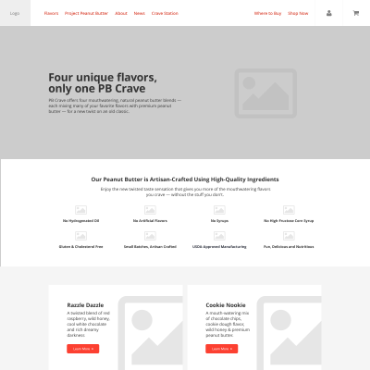 Logo
Flavors Project Peanut Butter About News Crave Station
Where to Buy Shop Now
Four unique flavors,
only one PB Crave
PB Crave offers four mouthwatering, natural peanut butter blends —
each mixing many of your favorite flavors with premium peanut
butter — for a new twist on an old classic.
Our Peanut Butter is Artisan-Crafted Using High-Quality Ingredients
Enjoy the new-wasted taste sensation that gives you more of the mouthwatering flavors
you crave — without the stuff you don't.
No Hydrogenated Oil
No Artificial Flavors
No Syrups
No High Fructose Corn Syrup
Gluten & Cholesterol Free
Small Batches, Artisan Crafted
USDA Approved Manufacturing
Fun, Delicious and Nutritious
Razzle Dazzle
A twisted blend of red
raspberry, wild honey,
real white chocolate
and rich dreamy
darkness
Learn More
Cookie Nookie
A mouth watering mix
of chocolate chips,
cookie dough flavor,
wild honey & premium
peanut butter.
Learn More